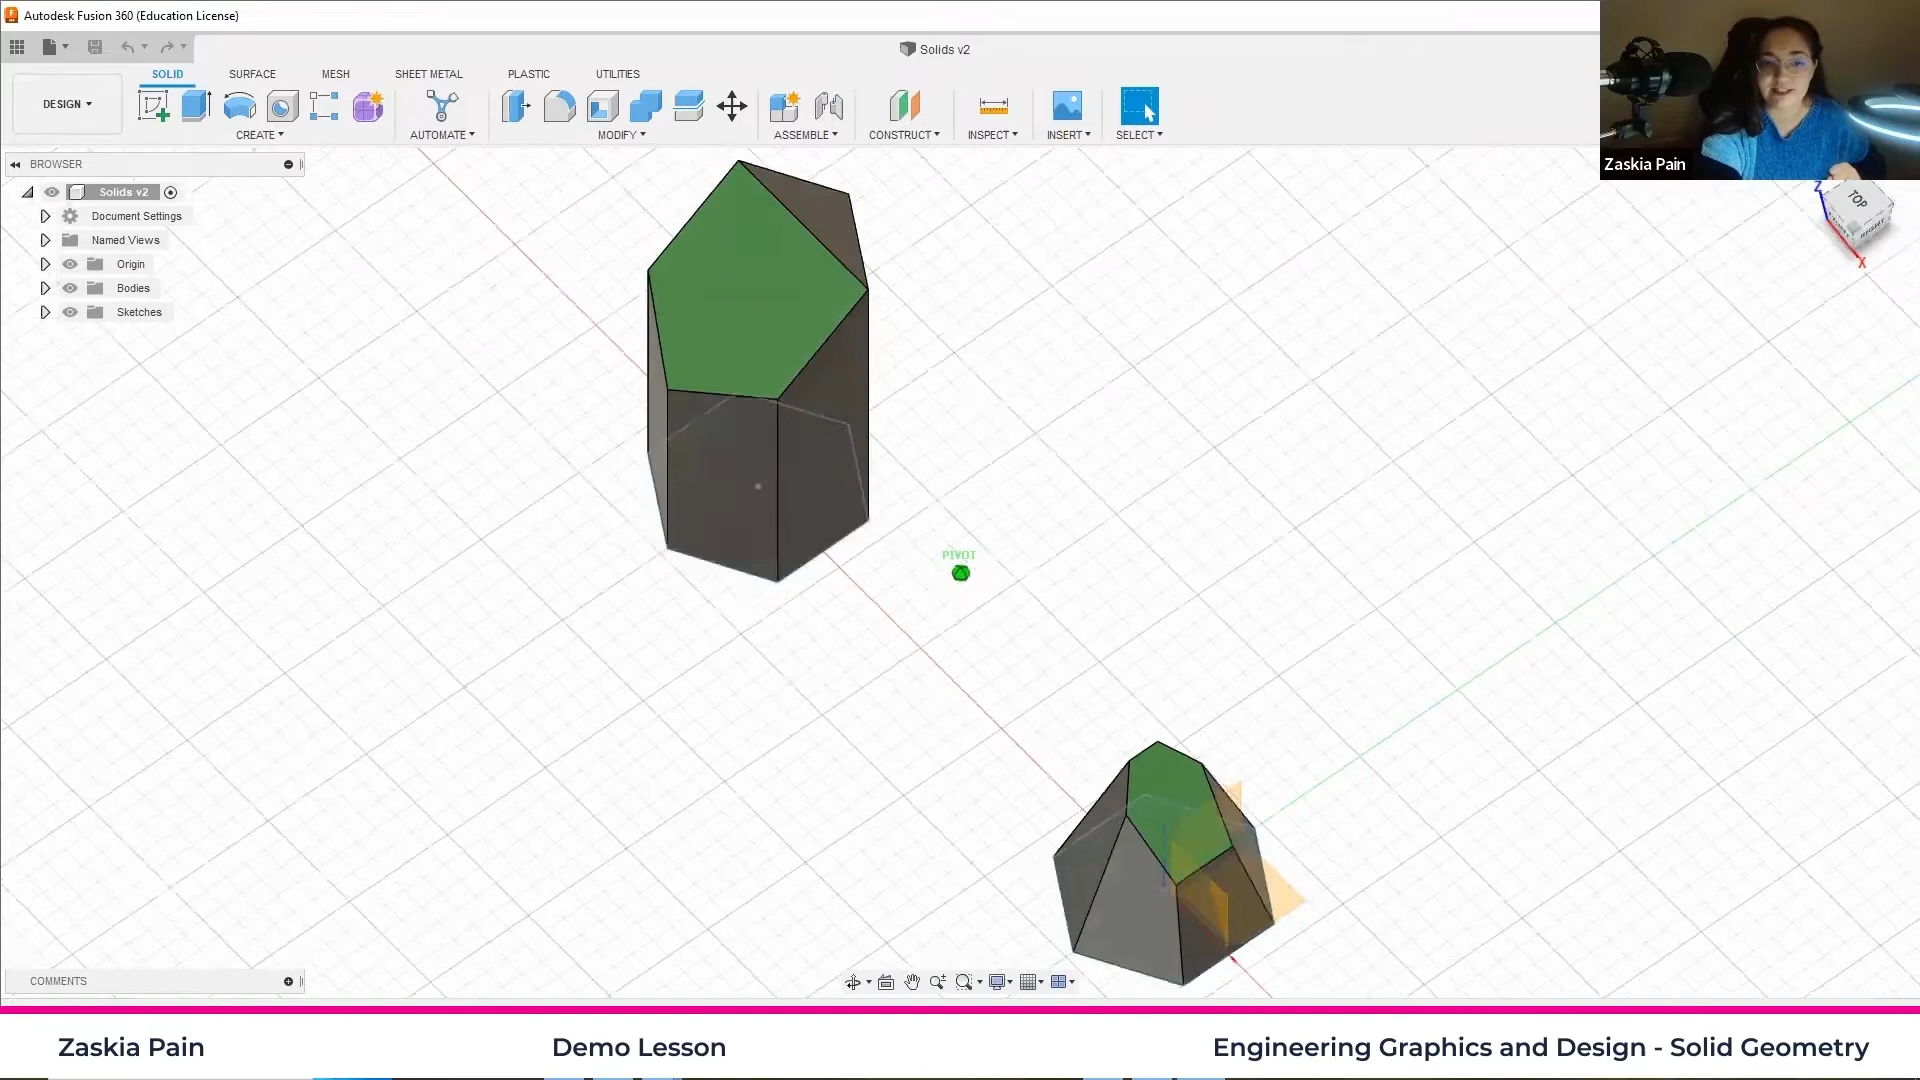 Autodesk Fusion 360 (Education License)
Solids v2
SOLID SURFACE MESH SHEET METAL PLASTIC UTILITIES
DESIGN
CREATE AUTOMATE MODIFY ASSEMBLE CONSTRUCT INSPECT INSERT SELECT
Zaskia Pain
BROWSER
Solids v2
Document Settings
Named Views
Origin
Bodies
Sketches
Z
TOP
RIGHT
X
PIVOT
COMMENTS
Zaskia Pain
Demo Lesson
Engineering Graphics and Design - Solid Geometry